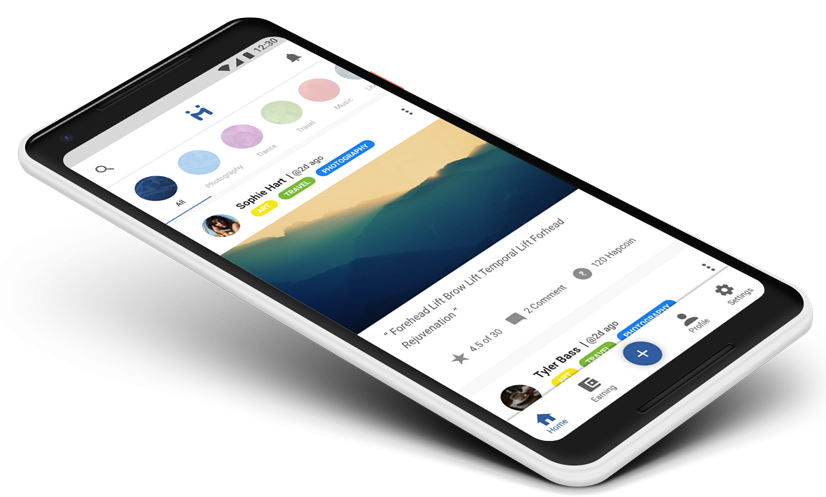 12:30
All
Photography
Dance
Travel
Music
Sophie Hart | @2d ago
ART
TRAVEL
PHOTOGRAPHY
" Forehead Lift Brow Lift Temporal Lift Forhead
Rejuvenation "
4.5 of 30
2 Comment
120 Hapcoin
Tyler Bass | @2d ago
ART
TRAVEL
PHOTOGRAPHY
Home
Earning
Profile
Settings